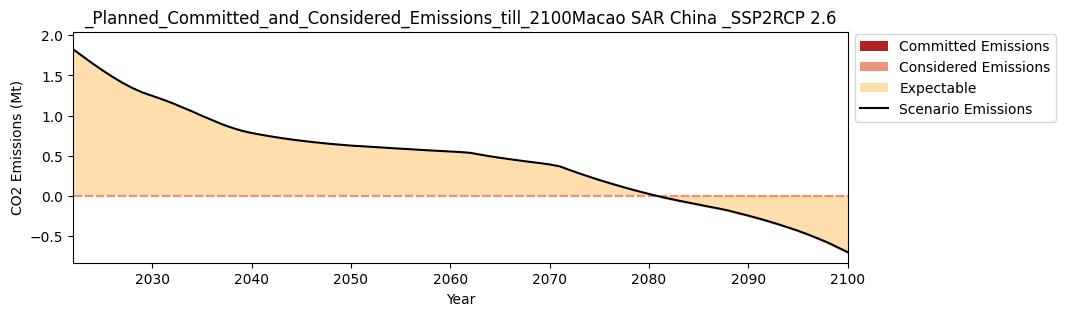 _Planned_Committed_and_Considered_Emissions_till_2100Macao SAR China _SSP2RCP 2.6
CO2 Emissions (Mt)
2.0
1.5
1.0
0.5
0.0
−0.5
2030 2040 2050 2060 2070 2080 2090 2100
Year
Committed Emissions
Considered Emissions
Expectable
Scenario Emissions